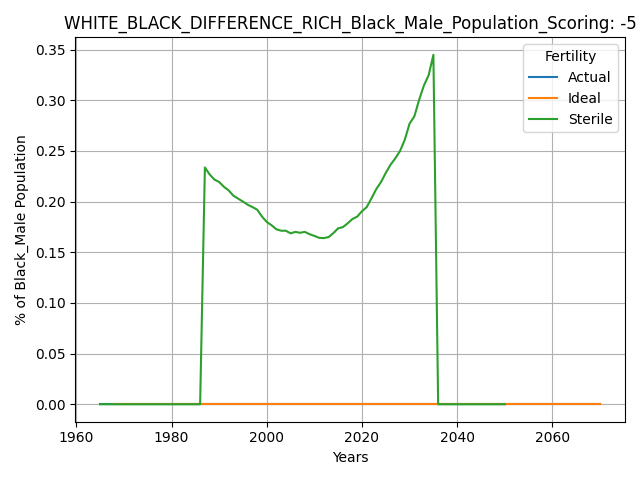 WHITE_BLACK_DIFFERENCE_RICH_Black_Male_Population_Scoring: -5
Fertility
Actual
Ideal
Sterile
% of Black_Male Population
0.35
0.30
0.25
0.20
0.15
0.10
0.05
0.00
1960 1980 2000 2020 2040 2060
Years